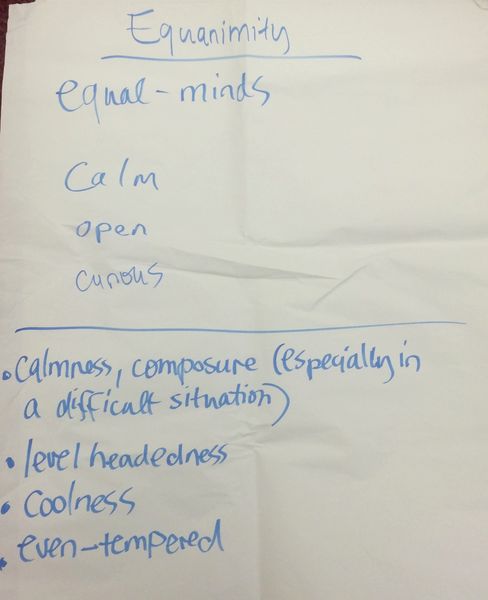 Equanimity
equal-minds
Calm
open
curious
• calmness, composure (especially in
a difficult situation)
• level headedness
• coolness
• even-tempered